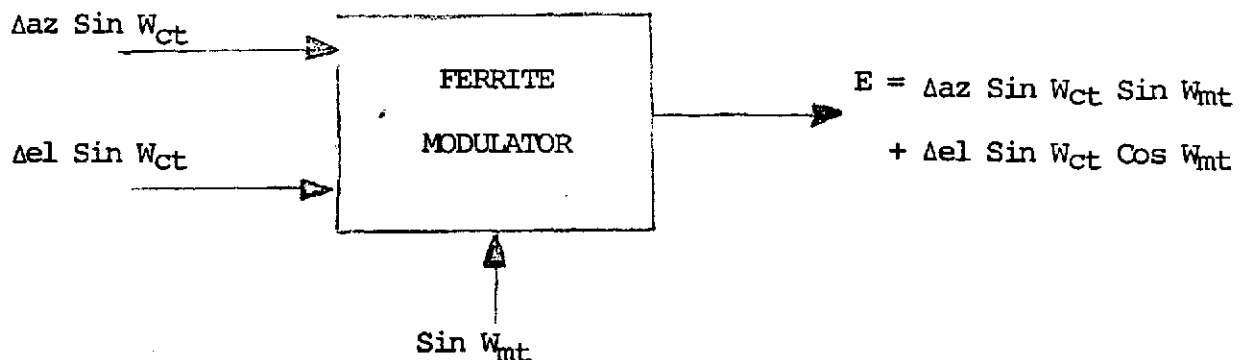 Δaz Sin Wct
FERRITE
MODULATOR
E = Δaz Sin Wct Sin Wmt
+ Δel Sin Wct Cos Wmt
Δel Sin Wct
Sin Wmt